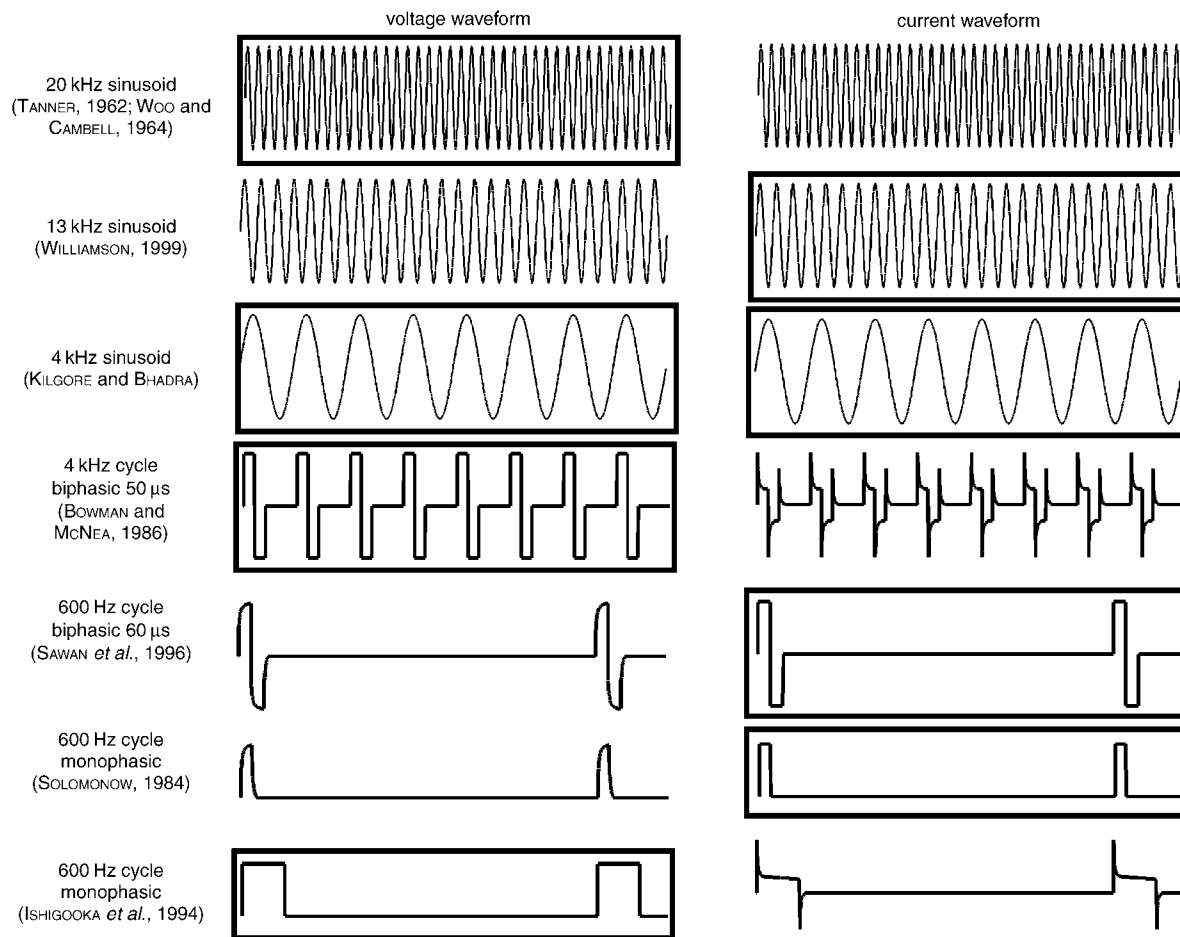 voltage waveform
current waveform
20 kHz sinusoid
(TANNER, 1962; WOO and
CAMBELL, 1964)
13 kHz sinusoid
(WILLIAMSON, 1999)
4 kHz sinusoid
(KILGORE and BHADRA)
4 kHz cycle
biphasic 50 μs
(BOWMAN and
MCNEA, 1986)
600 Hz cycle
biphasic 60 μs
(SAWAN et al., 1996)
600 Hz cycle
monophasic
(SOLOMONOW, 1984)
600 Hz cycle
monophasic
(ISHIGOOKA et al., 1994)